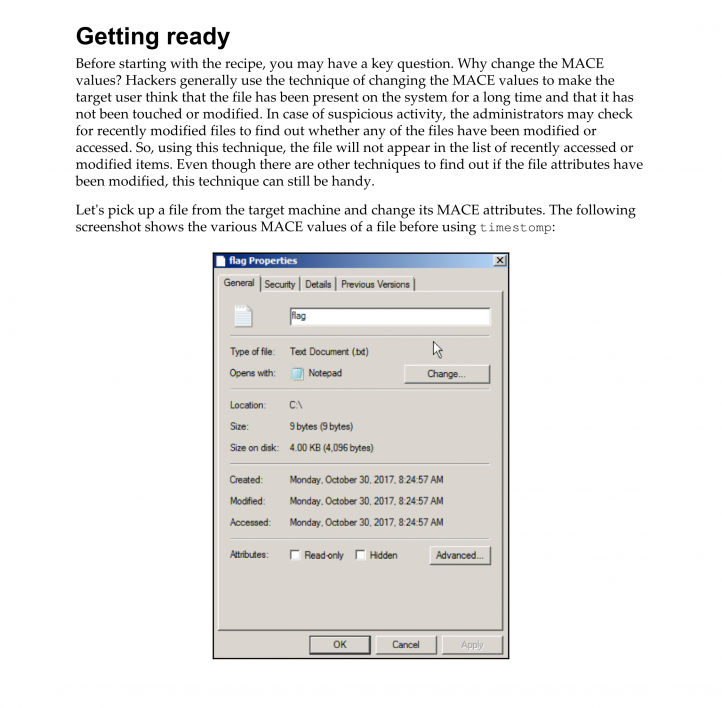 Getting ready
Before starting with the recipe, you may have a key question. Why change the MACE
values? Hackers generally use the technique of changing the MACE values to make the
target user think that the file has been present on the system for a long time and that it has
not been touched or modified. In case of suspicious activity, the administrators may check
for recently modified files to find out whether any of the files have been modified or
accessed. So, using this technique, the file will not appear in the list of recently accessed or
modified items. Even though there are other techniques to find out if the file attributes have
been modified, this technique can still be handy.
Let's pick up a file from the target machine and change its MACE attributes. The following
screenshot shows the various MACE values of a file before using timestomp:
flag Properties
General Security Details Previous Versions
flag
Type of file: Text Document (.txt)
Opens with: Notepad Change...
Location: C:\
Size: 9 bytes (9 bytes)
Size on disk: 4.00 KB (4,096 bytes)
Created: Monday, October 30, 2017, 8:24:57 AM
Modified: Monday, October 30, 2017, 8:24:57 AM
Accessed: Monday, October 30, 2017, 8:24:57 AM
Attributes: Read-only Hidden Advanced...
OK Cancel Apply